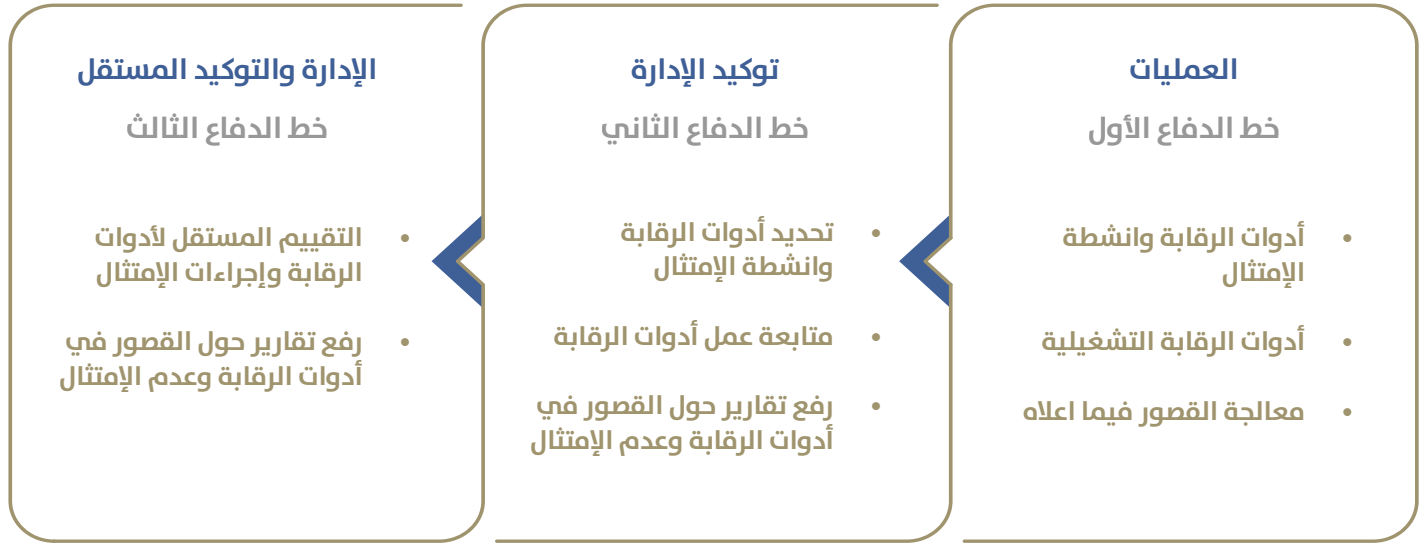 العمليات
خط الدفاع الأول
• أدوات الرقابة وانشطة
الإمتثال
• أدوات الرقابة التشغيلية
• معالجة القصور فيما اعلاه
توكيد الإدارة
خط الدفاع الثاني
• تحديد أدوات الرقابة
وانشطة الإمتثال
• متابعة عمل أدوات الرقابة
• رفع تقارير حول القصور في
أدوات الرقابة وعدم الإمتثال
الإدارة والتوكيد المستقل
خط الدفاع الثالث
• التقييم المستقل لأدوات
الرقابة وإجراءات الإمتثال
• رفع تقارير حول القصور في
أدوات الرقابة وعدم الإمتثال